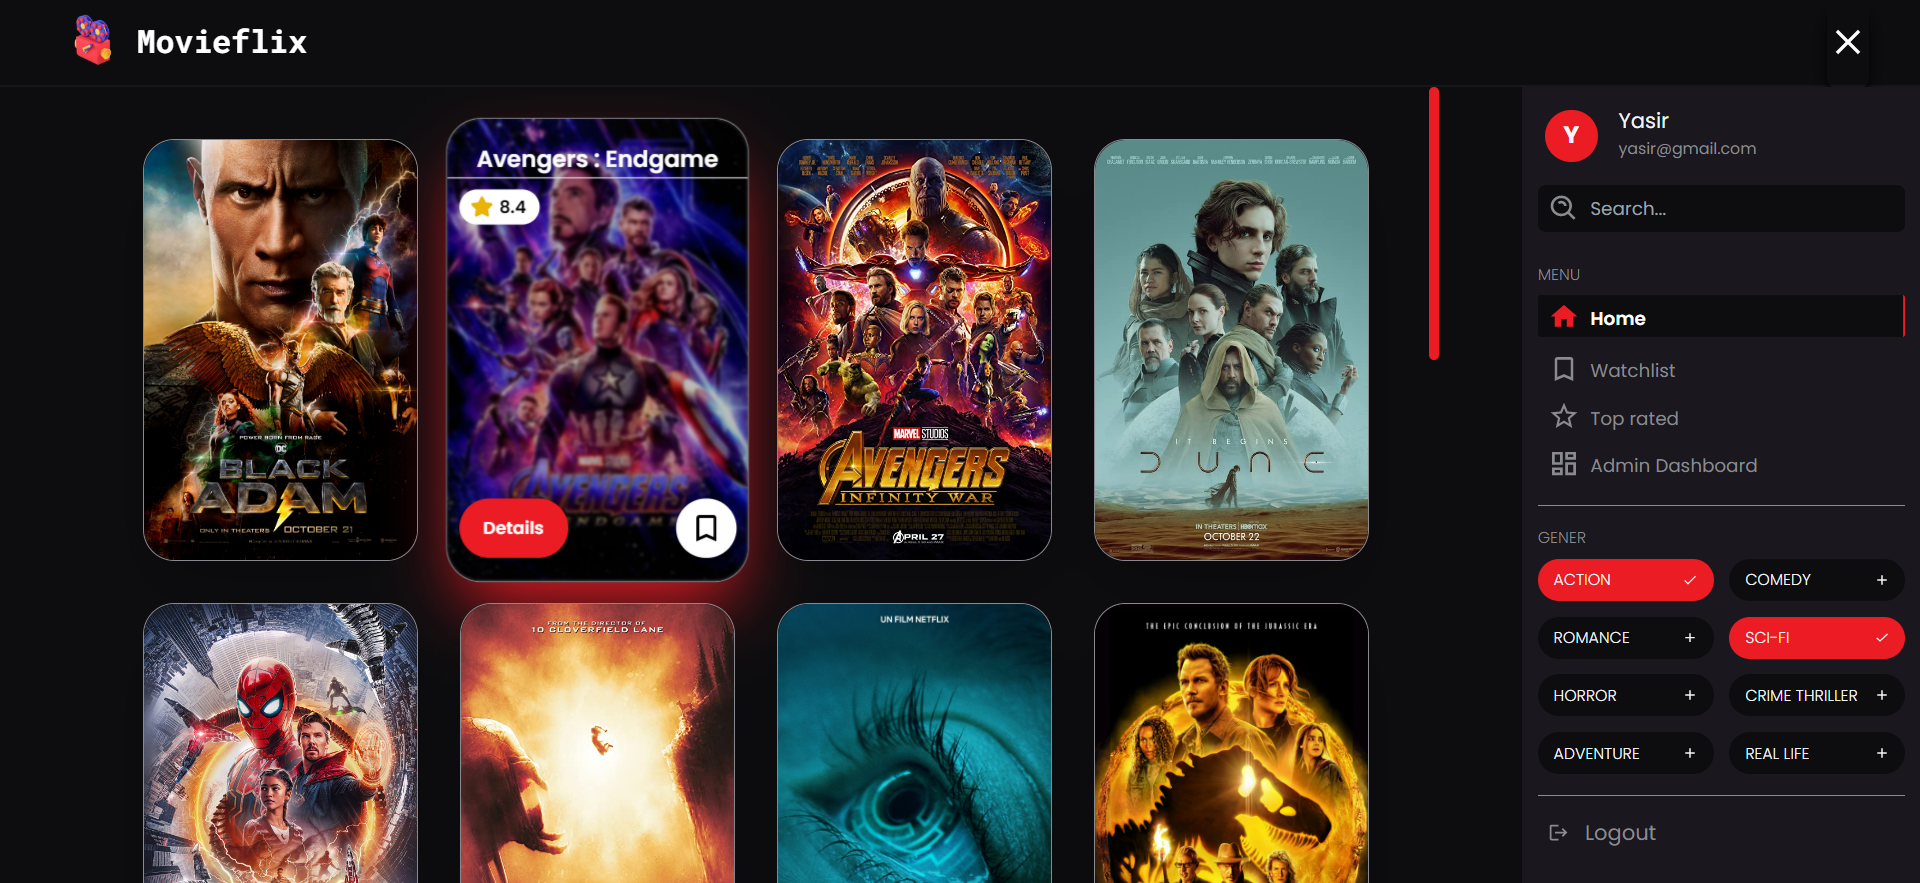 Movieflix
Avengers : Endgame
8.4
Details
POWER BORN FROM RAGE
DC
BLACK
ADAM
ONLY IN THEATERS OCTOBER 21
AVENGERS
ENDGAME
MARVEL STUDIOS
AVENGERS
INFINITY WAR
APRIL 27
IT BEGINS
DUNE
IN THEATERS HBOMAX
OCTOBER 22
FROM THE DIRECTOR OF
10 CLOVERFIELD LANE
UN FILM NETFLIX
THE EPIC CONCLUSION OF THE JURASSIC ERA
Y
Yasir
yasir@gmail.com
Search...
MENU
Home
Watchlist
Top rated
Admin Dashboard
GENER
ACTION
COMEDY
ROMANCE
SCI-FI
HORROR
CRIME THRILLER
ADVENTURE
REAL LIFE
Logout